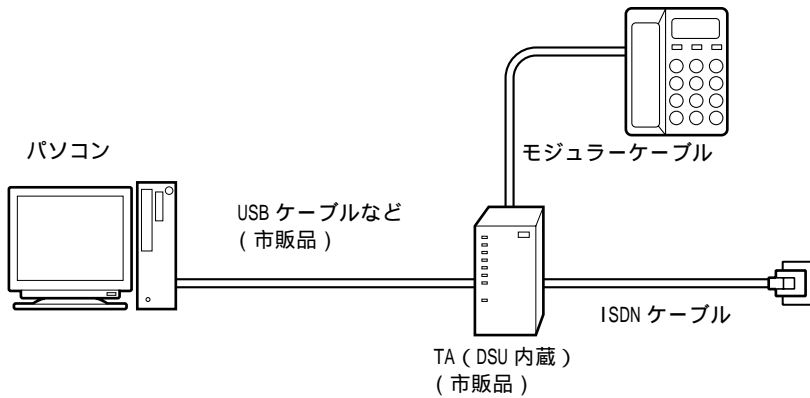 パソコン
モジュラーケーブル
USB ケーブルなど
(市販品)
ISDN ケーブル
TA(DSU 内蔵)
(市販品)